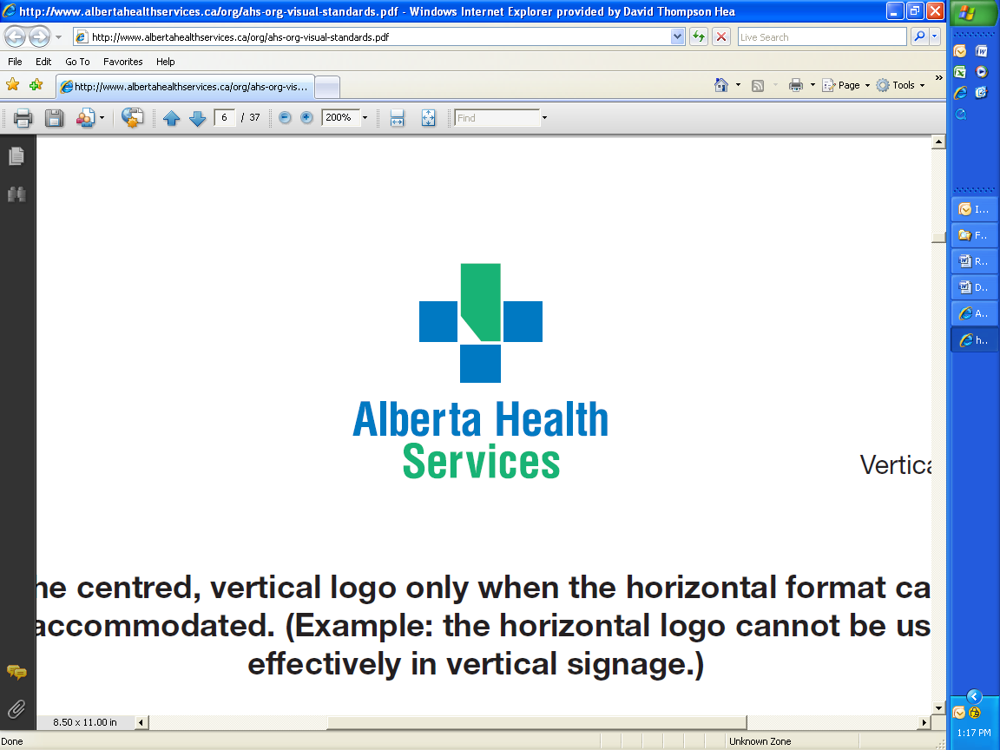 http://www.albertahealthservices.ca/org/ahs-org-visual-standards.pdf - Windows Internet Explorer provided by David Thompson Hea
http://www.albertahealthservices.ca/org/ahs-org-visual-standards.pdf
Live Search
File Edit Go To Favorites Help
http://www.albertahealthservices.ca/org/ahs-org-vis...
Page Tools »
6 / 37 200% Find
I...
F..
R..
D..
A..
h..
Alberta Health
Services
Vertica
he centred, vertical logo only when the horizontal format ca
accommodated. (Example: the horizontal logo cannot be us
effectively in vertical signage.)
8.50 x 11.00 in
Done
Unknown Zone
1:17 PM